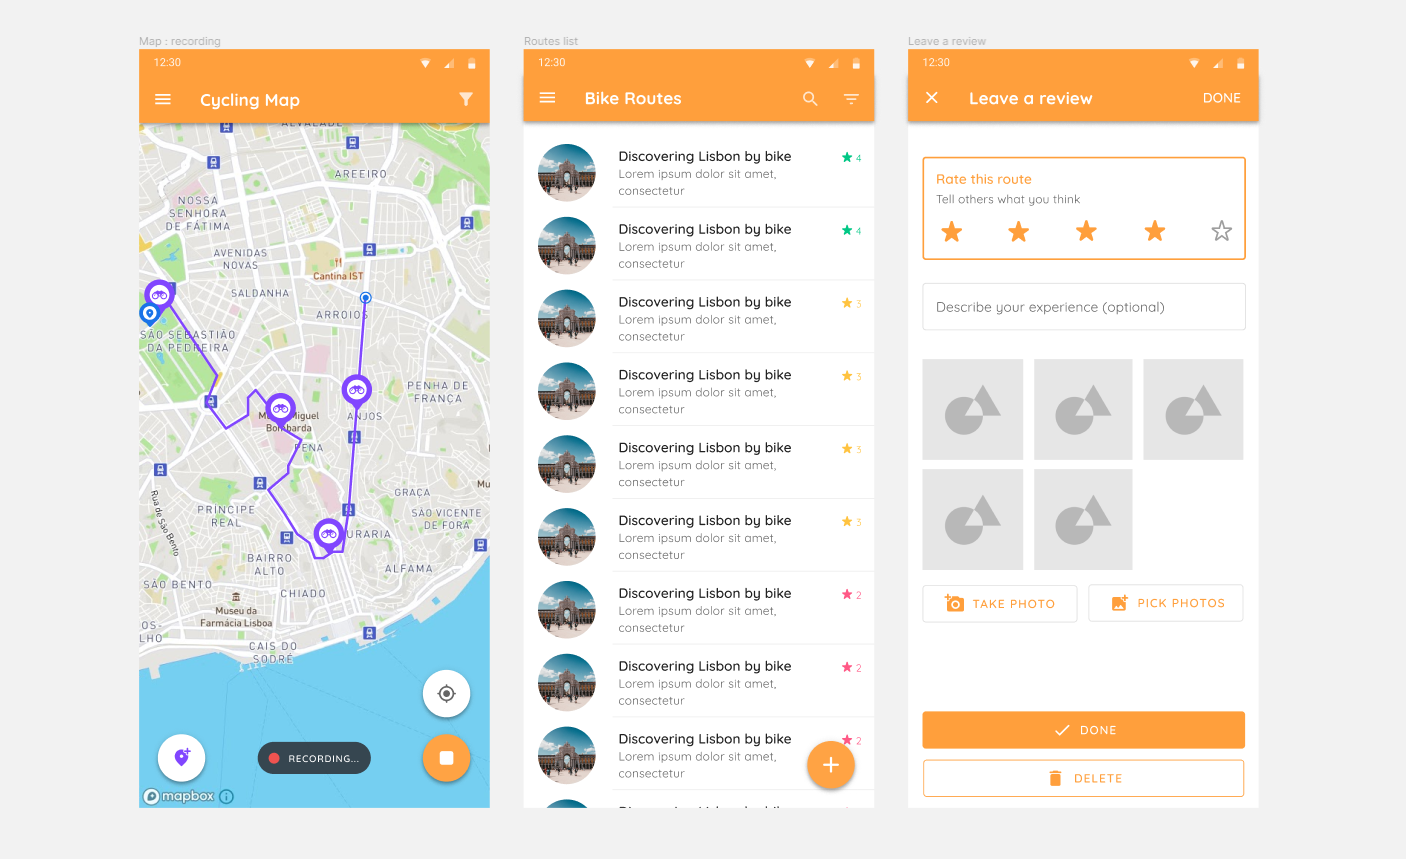 Map : recording
12:30
Cycling Map
ALVALADE
AREEIRO
NOSSA
SENHORA
DE FÁTIMA
AVENIDAS
NOVAS
Cantina IST
SALDANHA
ARROIOS
SÃO SEBASTIÃO
DA PEDREIRA
PENHA DE
FRANÇA
Miguel
ANJOS
Bombarda
PENA
GRAÇA
Mu
Rua de São Bento
PRÍNCIPE
REAL
SÃO VICENTE
DE FORA
URARIA
BAIRRO
ALTO
ALFAMA
SÃO BENTO
CHIADO
Museu da
Farmácia Lisboa
OS-
LHO
CAIS DO
SODRÉ
RECORDING...
mapbox
Routes list
12:30
Bike Routes
Discovering Lisbon by bike
4
Lorem ipsum dolor sit amet,
consectetur
Discovering Lisbon by bike
4
Lorem ipsum dolor sit amet,
consectetur
Discovering Lisbon by bike
3
Lorem ipsum dolor sit amet,
consectetur
Discovering Lisbon by bike
3
Lorem ipsum dolor sit amet,
consectetur
Discovering Lisbon by bike
3
Lorem ipsum dolor sit amet,
consectetur
Discovering Lisbon by bike
3
Lorem ipsum dolor sit amet,
consectetur
Discovering Lisbon by bike
2
Lorem ipsum dolor sit amet,
consectetur
Discovering Lisbon by bike
2
Lorem ipsum dolor sit amet,
consectetur
Discovering Lisbon by bike
2
Lorem ipsum dolor sit amet,
consectetur
Leave a review
12:30
Leave a review
DONE
Rate this route
Tell others what you think
Describe your experience (optional)
TAKE PHOTO
PICK PHOTOS
DONE
DELETE